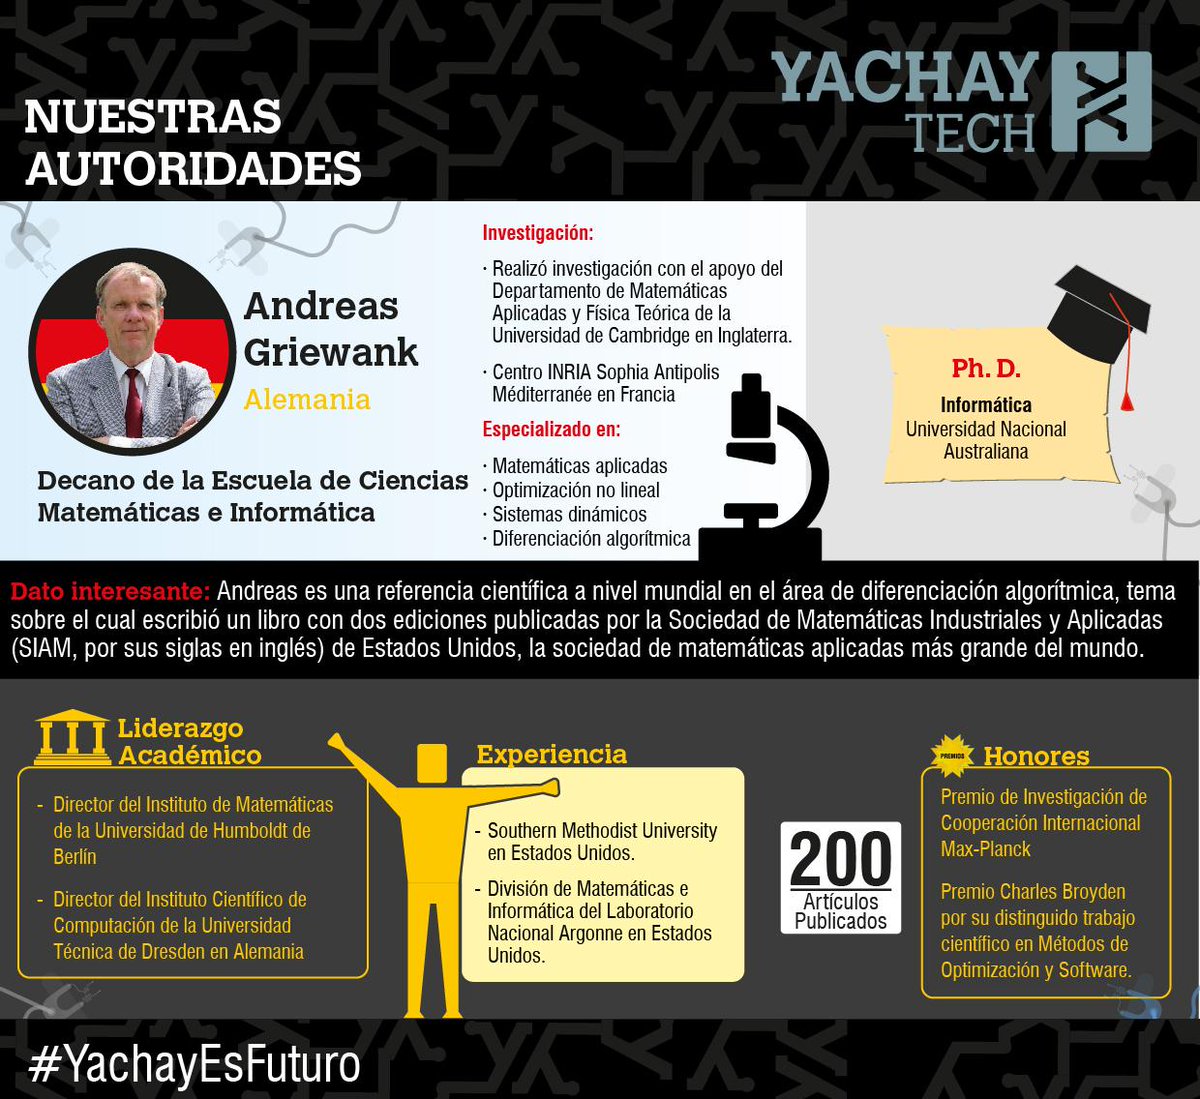 NUESTRAS
AUTORIDADES
YACHAY
TECH
Andreas
Griewank
Alemania
Decano de la Escuela de Ciencias
Matemáticas e Informática
Investigación:
· Realizó investigación con el apoyo del
Departamento de Matemáticas
Aplicadas y Física Teórica de la
Universidad de Cambridge en Inglaterra.
· Centro INRIA Sophia Antipolis
Méditerranée en Francia
Especializado en:
· Matemáticas aplicadas
· Optimización no lineal
· Sistemas dinámicos
· Diferenciación algorítmica
Ph. D.
Informática
Universidad Nacional
Australiana
Dato interesante: Andreas es una referencia científica a nivel mundial en el área de diferenciación algorítmica, tema
sobre el cual escribió un libro con dos ediciones publicadas por la Sociedad de Matemáticas Industriales y Aplicadas
(SIAM, por sus siglas en inglés) de Estados Unidos, la sociedad de matemáticas aplicadas más grande del mundo.
Liderazgo
Académico
- Director del Instituto de Matemáticas
de la Universidad de Humboldt de
Berlín
- Director del Instituto Científico de
Computación de la Universidad
Técnica de Dresden en Alemania
Experiencia
- Southern Methodist University
en Estados Unidos.
- División de Matemáticas e
Informática del Laboratorio
Nacional Argonne en Estados
Unidos.
200
Artículos
Publicados
PREMIOS
Honores
Premio de Investigación de
Cooperación Internacional
Max-Planck
Premio Charles Broyden
por su distinguido trabajo
científico en Métodos de
Optimización y Software.
#YachayEsFuturo